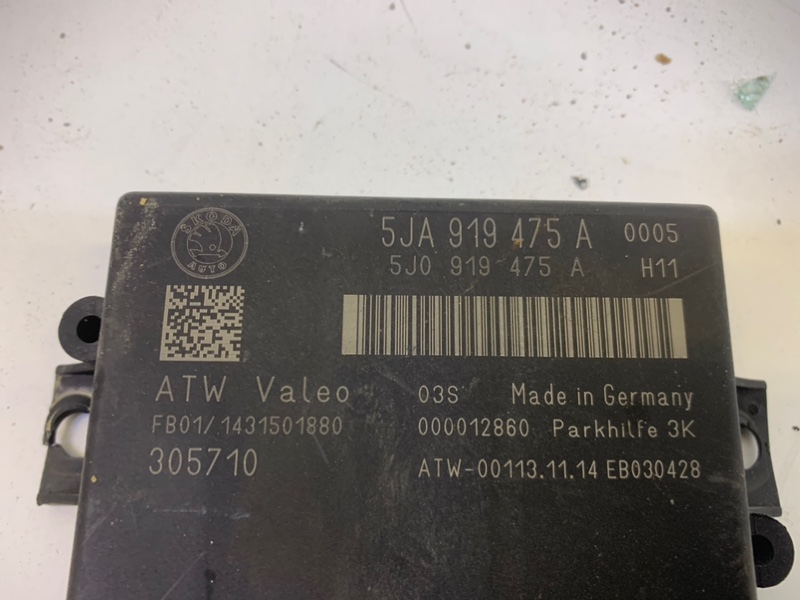 SKODA
AUTO
5JA 919 475 A 0005
5J0 919 475 A H11
ATW Valeo 03S Made in Germany
FB01/1431501880 000012860 Parkhilfe 3K
305710 ATW-00113.11.14 EB030428